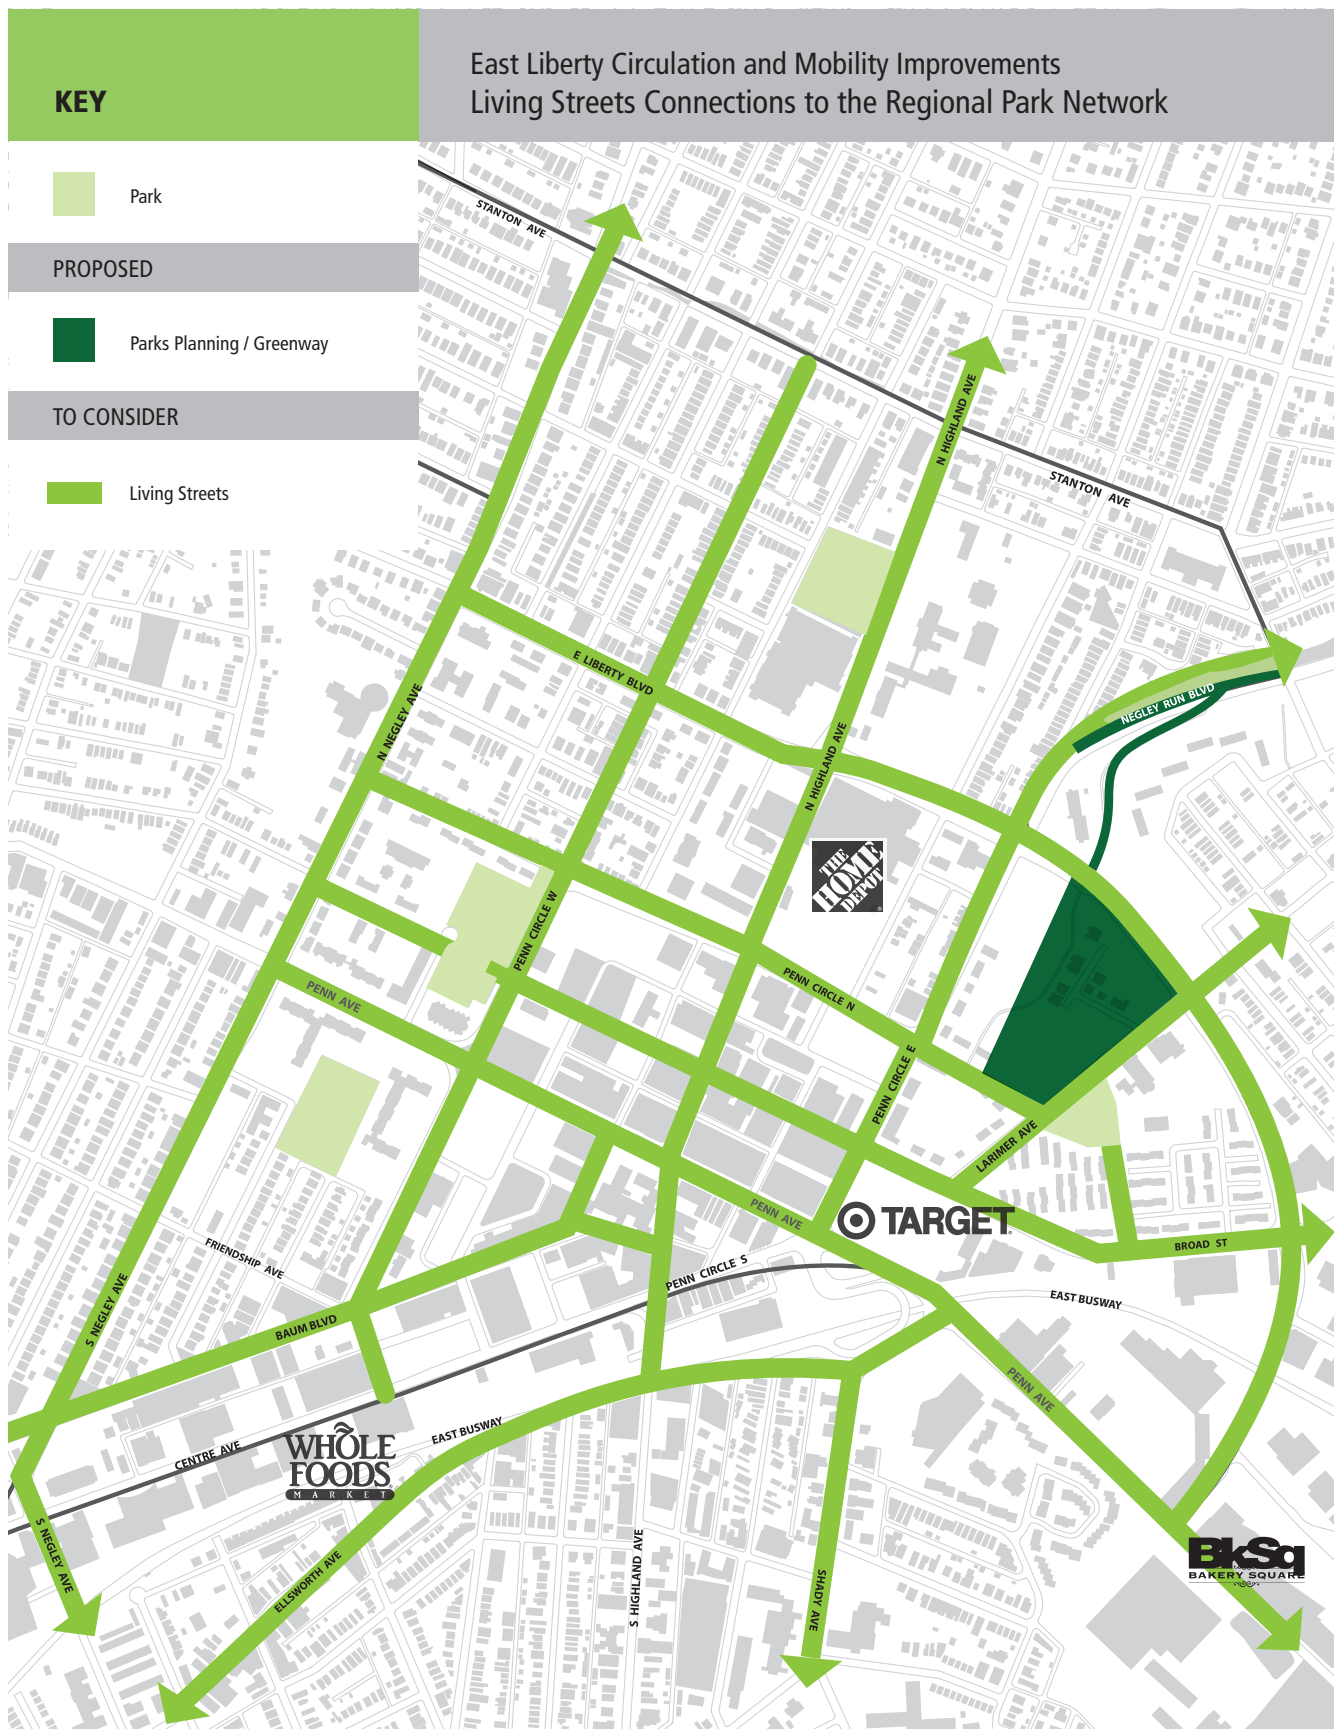 KEY
East Liberty Circulation and Mobility Improvements
Living Streets Connections to the Regional Park Network
Park
PROPOSED
Parks Planning / Greenway
TO CONSIDER
Living Streets
STANTON AVE
N HIGHLAND AVE
STANTON AVE
E LIBERTY BLVD
N NEGLEY AVE
NEGLEY RUN BLVD
N HIGHLAND AVE
THE
HOME
DEPOT
PENN CIRCLE W
PENN AVE
PENN CIRCLE N
PENN CIRCLE E
LARIMER AVE
PENN AVE
TARGET
BROAD ST
FRIENDSHIP AVE
PENN CIRCLE S
EAST BUSWAY
S NEGLEY AVE
BAUM BLVD
PENN AVE
WHOLE
FOODS
MARKET
EAST BUSWAY
CENTRE AVE
S NEGLEY AVE
ELLSWORTH AVE
S HIGHLAND AVE
SHADY AVE
BkSq
BAKERY SQUARE